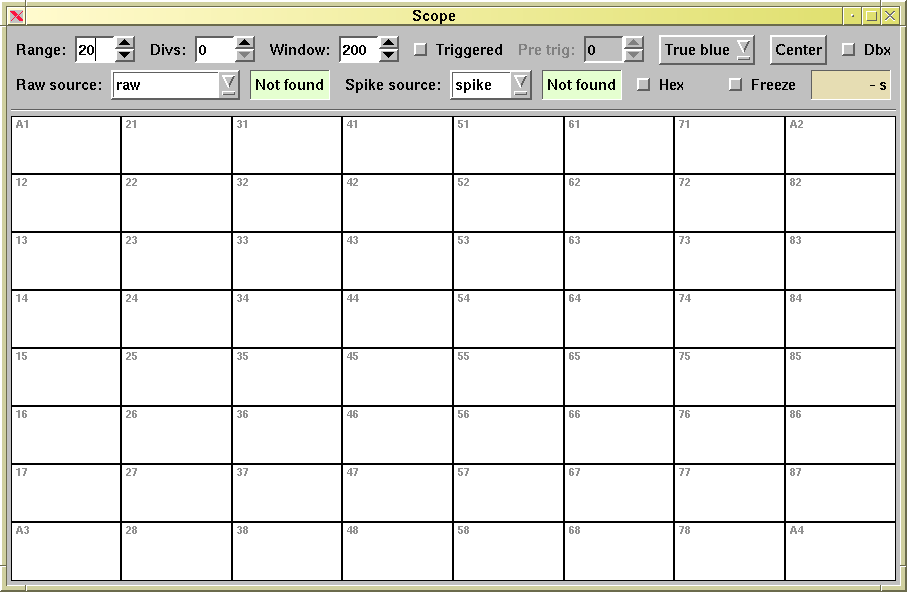 Scope
Range: 20 Divs: 0 Window: 200 Triggered Pre trig: 0 True blue Center Dbx
Raw source: raw Not found Spike source: spike Not found Hex Freeze - s
A1 21 31 41 51 61 71 A2
12 22 32 42 52 62 72 82
13 23 33 43 53 63 73 83
14 24 34 44 54 64 74 84
15 25 35 45 55 65 75 85
16 26 36 46 56 66 76 86
17 27 37 47 57 67 77 87
A3 28 38 48 58 68 78 A4